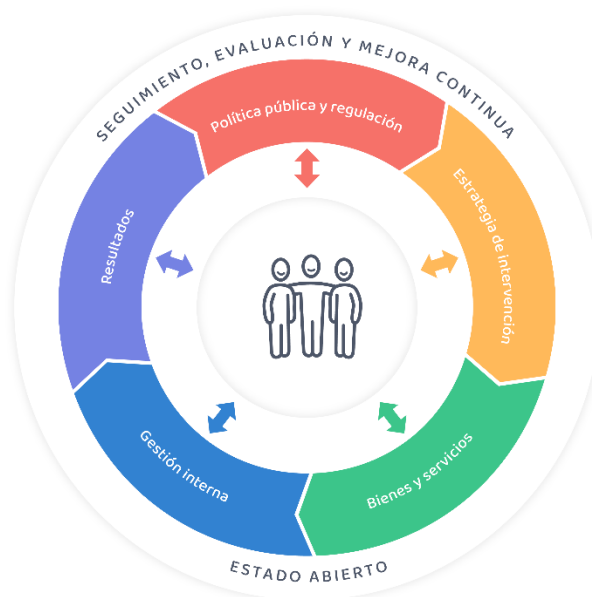 SEGUIMIENTO, EVALUACIÓN Y MEJORA CONTINUA
Política pública y regulación
Estrategia de intervención
Bienes y servicios
Gestión interna
Resultados
ESTADO ABIERTO